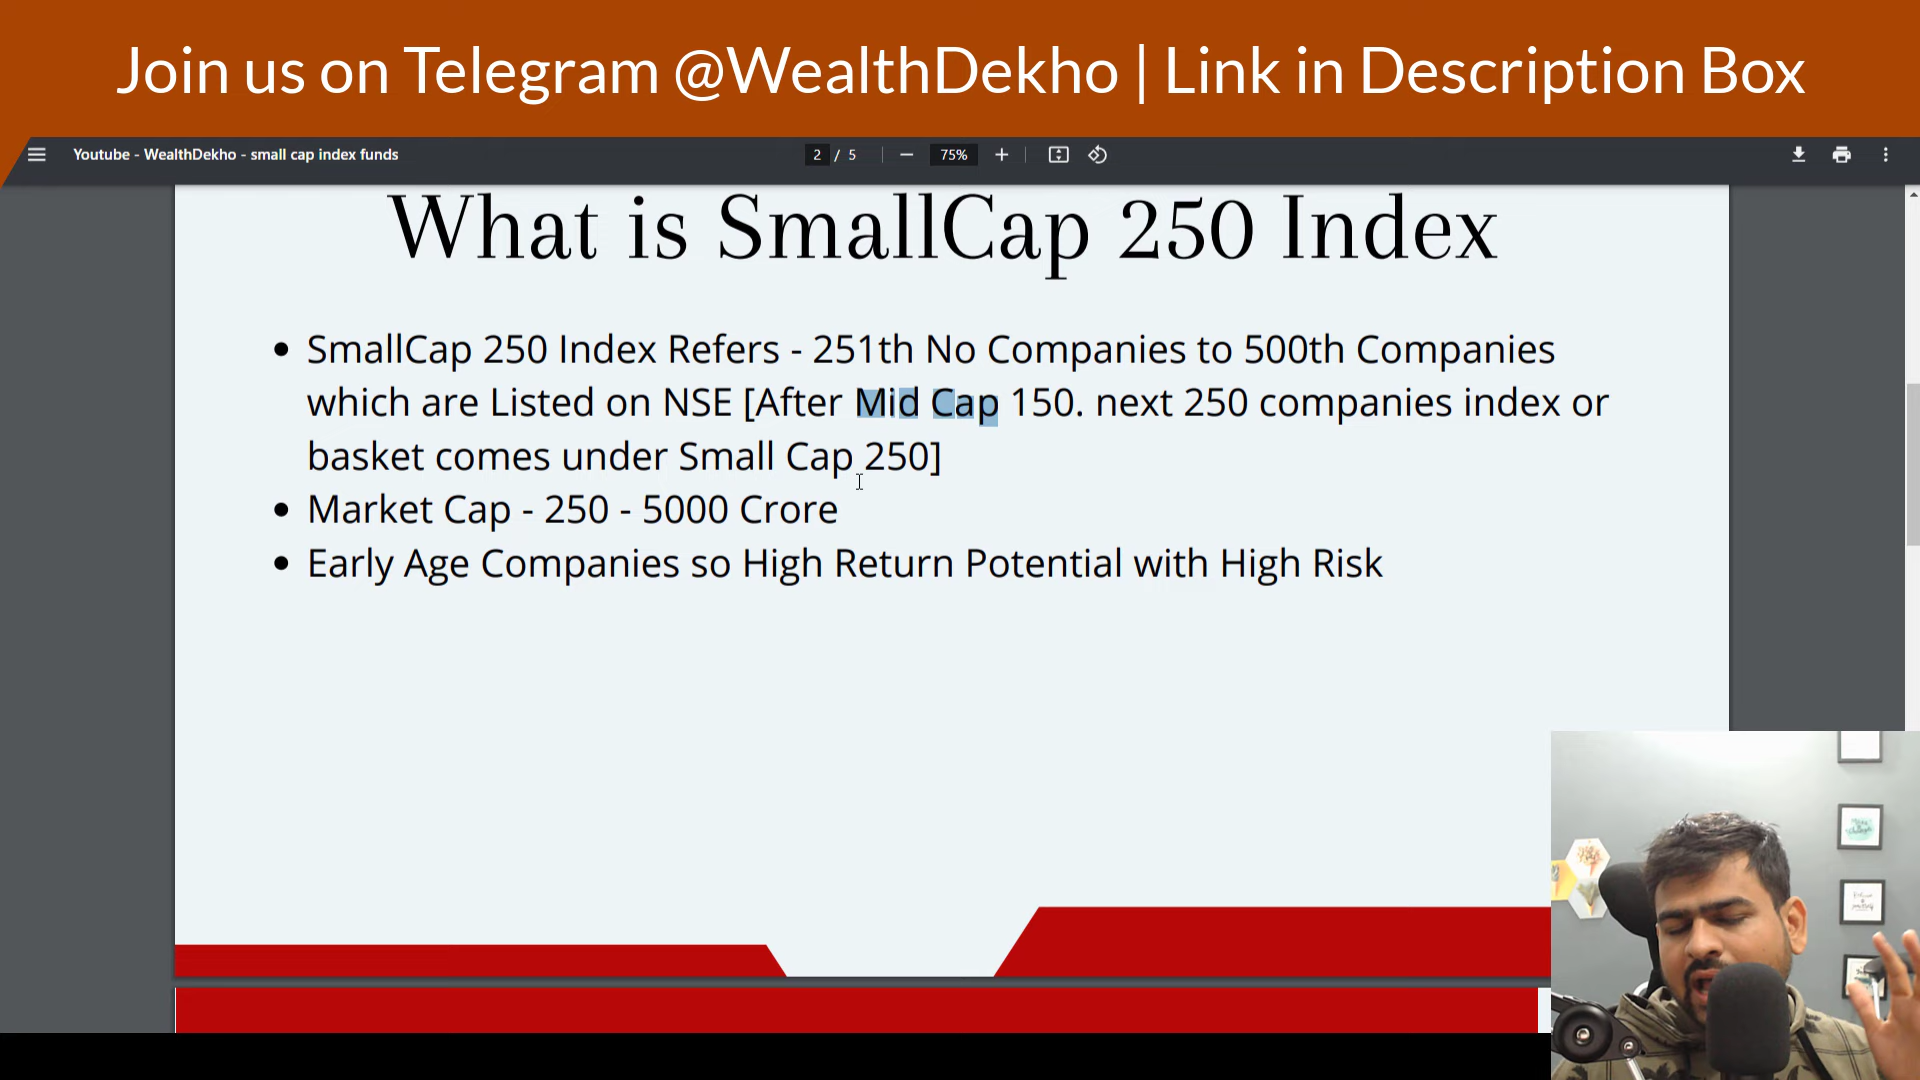 Join us on Telegram @WealthDekho | Link in Description Box
Youtube - WealthDekho - small cap index funds
2 / 5
75%
What is SmallCap 250 Index
• SmallCap 250 Index Refers - 251th No Companies to 500th Companies
which are Listed on NSE [After Mid Cap 150. next 250 companies index or
basket comes under Small Cap 250]
• Market Cap - 250 - 5000 Crore
• Early Age Companies so High Return Potential with High Risk